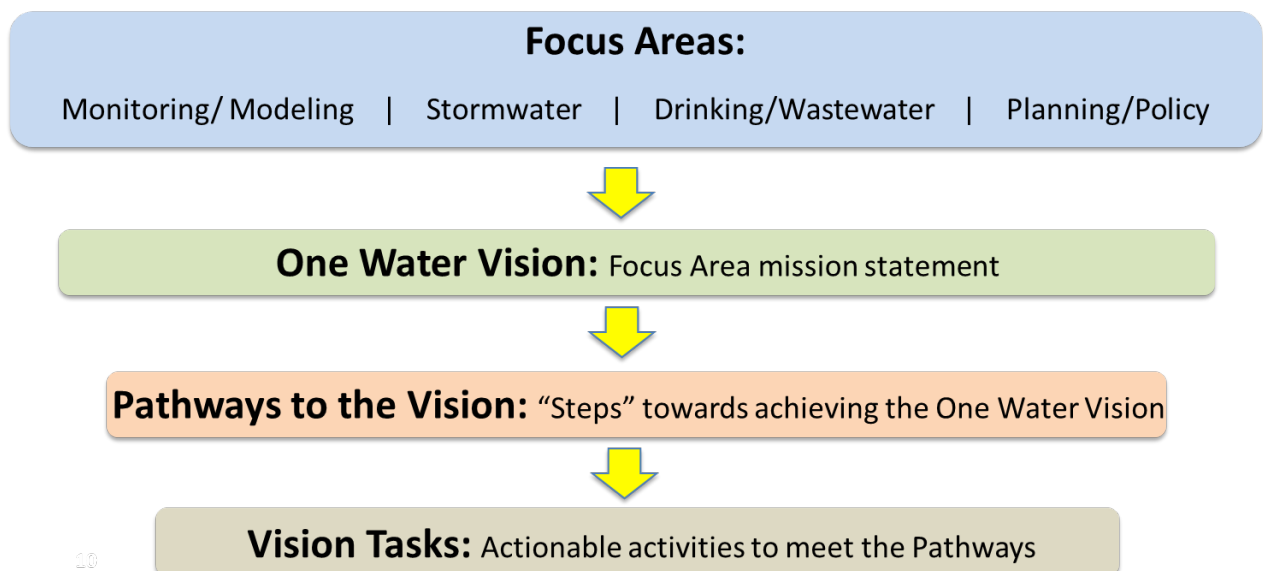 Focus Areas:
Monitoring/ Modeling | Stormwater | Drinking/Wastewater | Planning/Policy
One Water Vision: Focus Area mission statement
Pathways to the Vision: “Steps” towards achieving the One Water Vision
Vision Tasks: Actionable activities to meet the Pathways